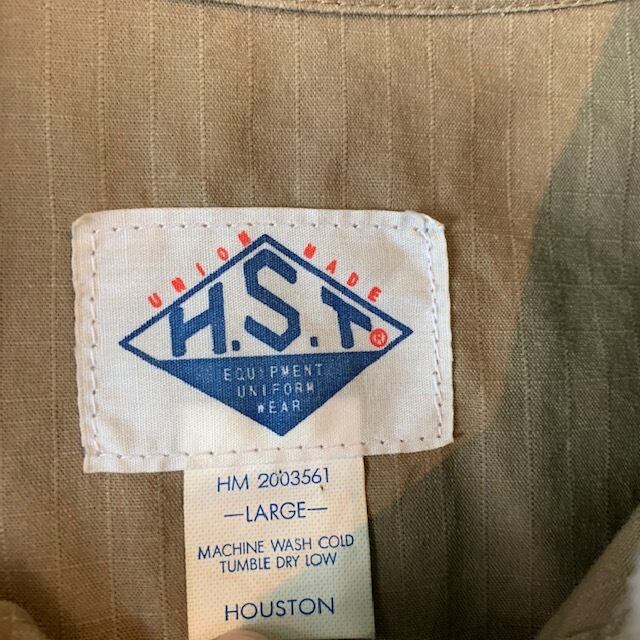 UNION MADE
H.S.T
EQUIPMENT
UNIFORM
WEAR
HM 2003561
—LARGE—
MACHINE WASH COLD
TUMBLE DRY LOW
HOUSTON